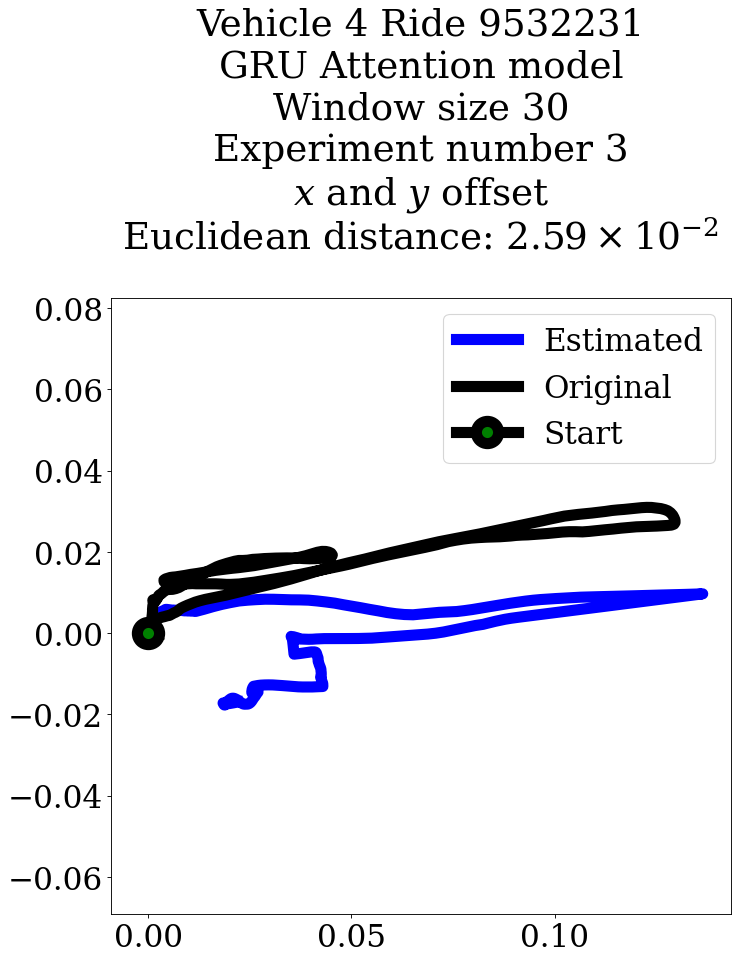 Vehicle 4 Ride 9532231
GRU Attention model
Window size 30
Experiment number 3
x and y offset
Euclidean distance: 2.59 × 10⁻²
Estimated
Original
Start
0.08
0.06
0.04
0.02
0.00
−0.02
−0.04
−0.06
0.00 0.05 0.10